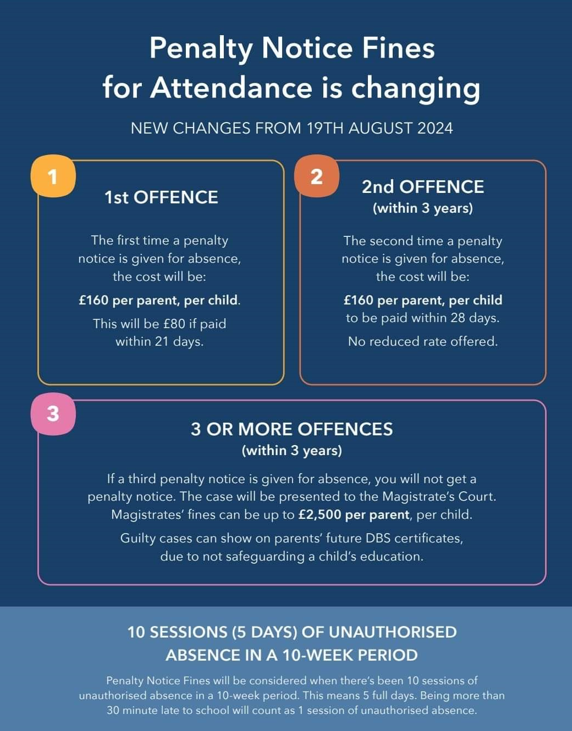 Penalty Notice Fines
for Attendance is changing
NEW CHANGES FROM 19TH AUGUST 2024
1
1st OFFENCE
The first time a penalty
notice is given for absence,
the cost will be:
£160 per parent, per child.
This will be £80 if paid
within 21 days.
2
2nd OFFENCE
(within 3 years)
The second time a penalty
notice is given for absence,
the cost will be:
£160 per parent, per child
to be paid within 28 days.
No reduced rate offered.
3
3 OR MORE OFFENCES
(within 3 years)
If a third penalty notice is given for absence, you will not get a
penalty notice. The case will be presented to the Magistrate's Court.
Magistrates' fines can be up to £2,500 per parent, per child.
Guilty cases can show on parents' future DBS certificates,
due to not safeguarding a child's education.
10 SESSIONS (5 DAYS) OF UNAUTHORISED
ABSENCE IN A 10-WEEK PERIOD
Penalty Notice Fines will be considered when there's been 10 sessions of
unauthorised absence in a 10-week period. This means 5 full days. Being more than
30 minute late to school will count as 1 session of unauthorised absence.